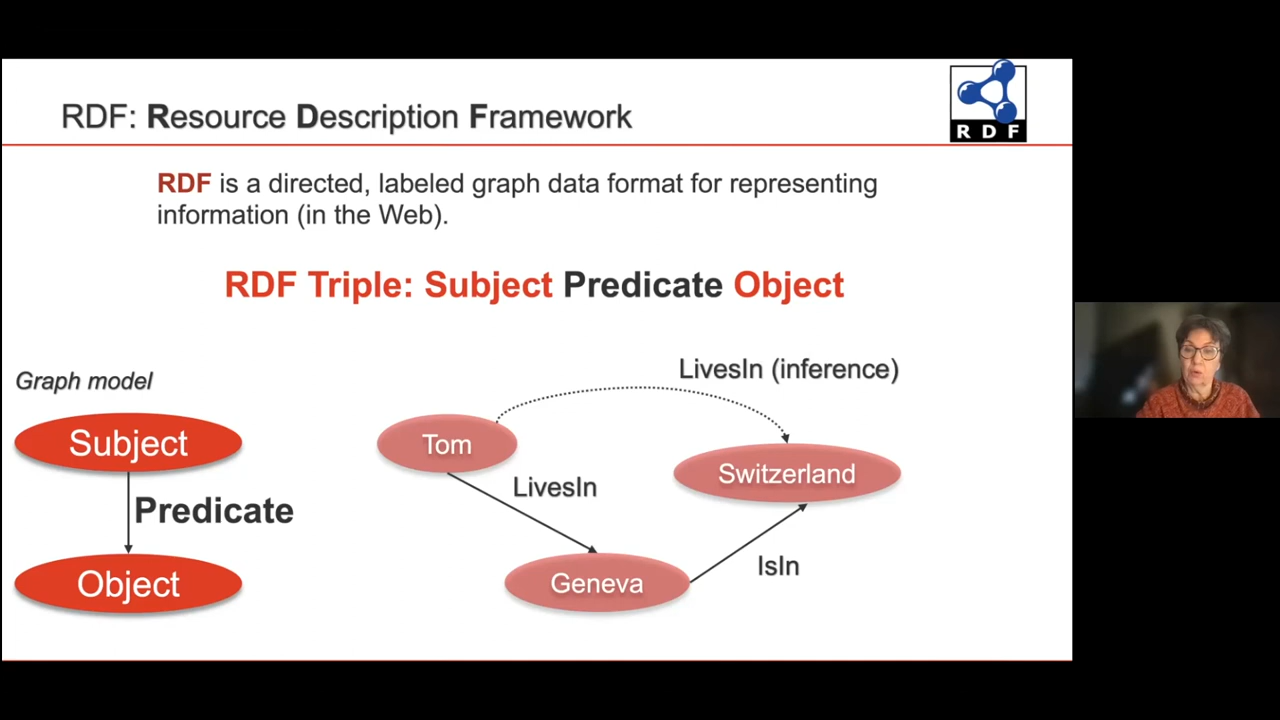 RDF: Resource Description Framework
RDF
RDF is a directed, labeled graph data format for representing
information (in the Web).
RDF Triple: Subject Predicate Object
Graph model
Subject
Predicate
Object
LivesIn (inference)
Tom
Switzerland
LivesIn
Geneva
IsIn